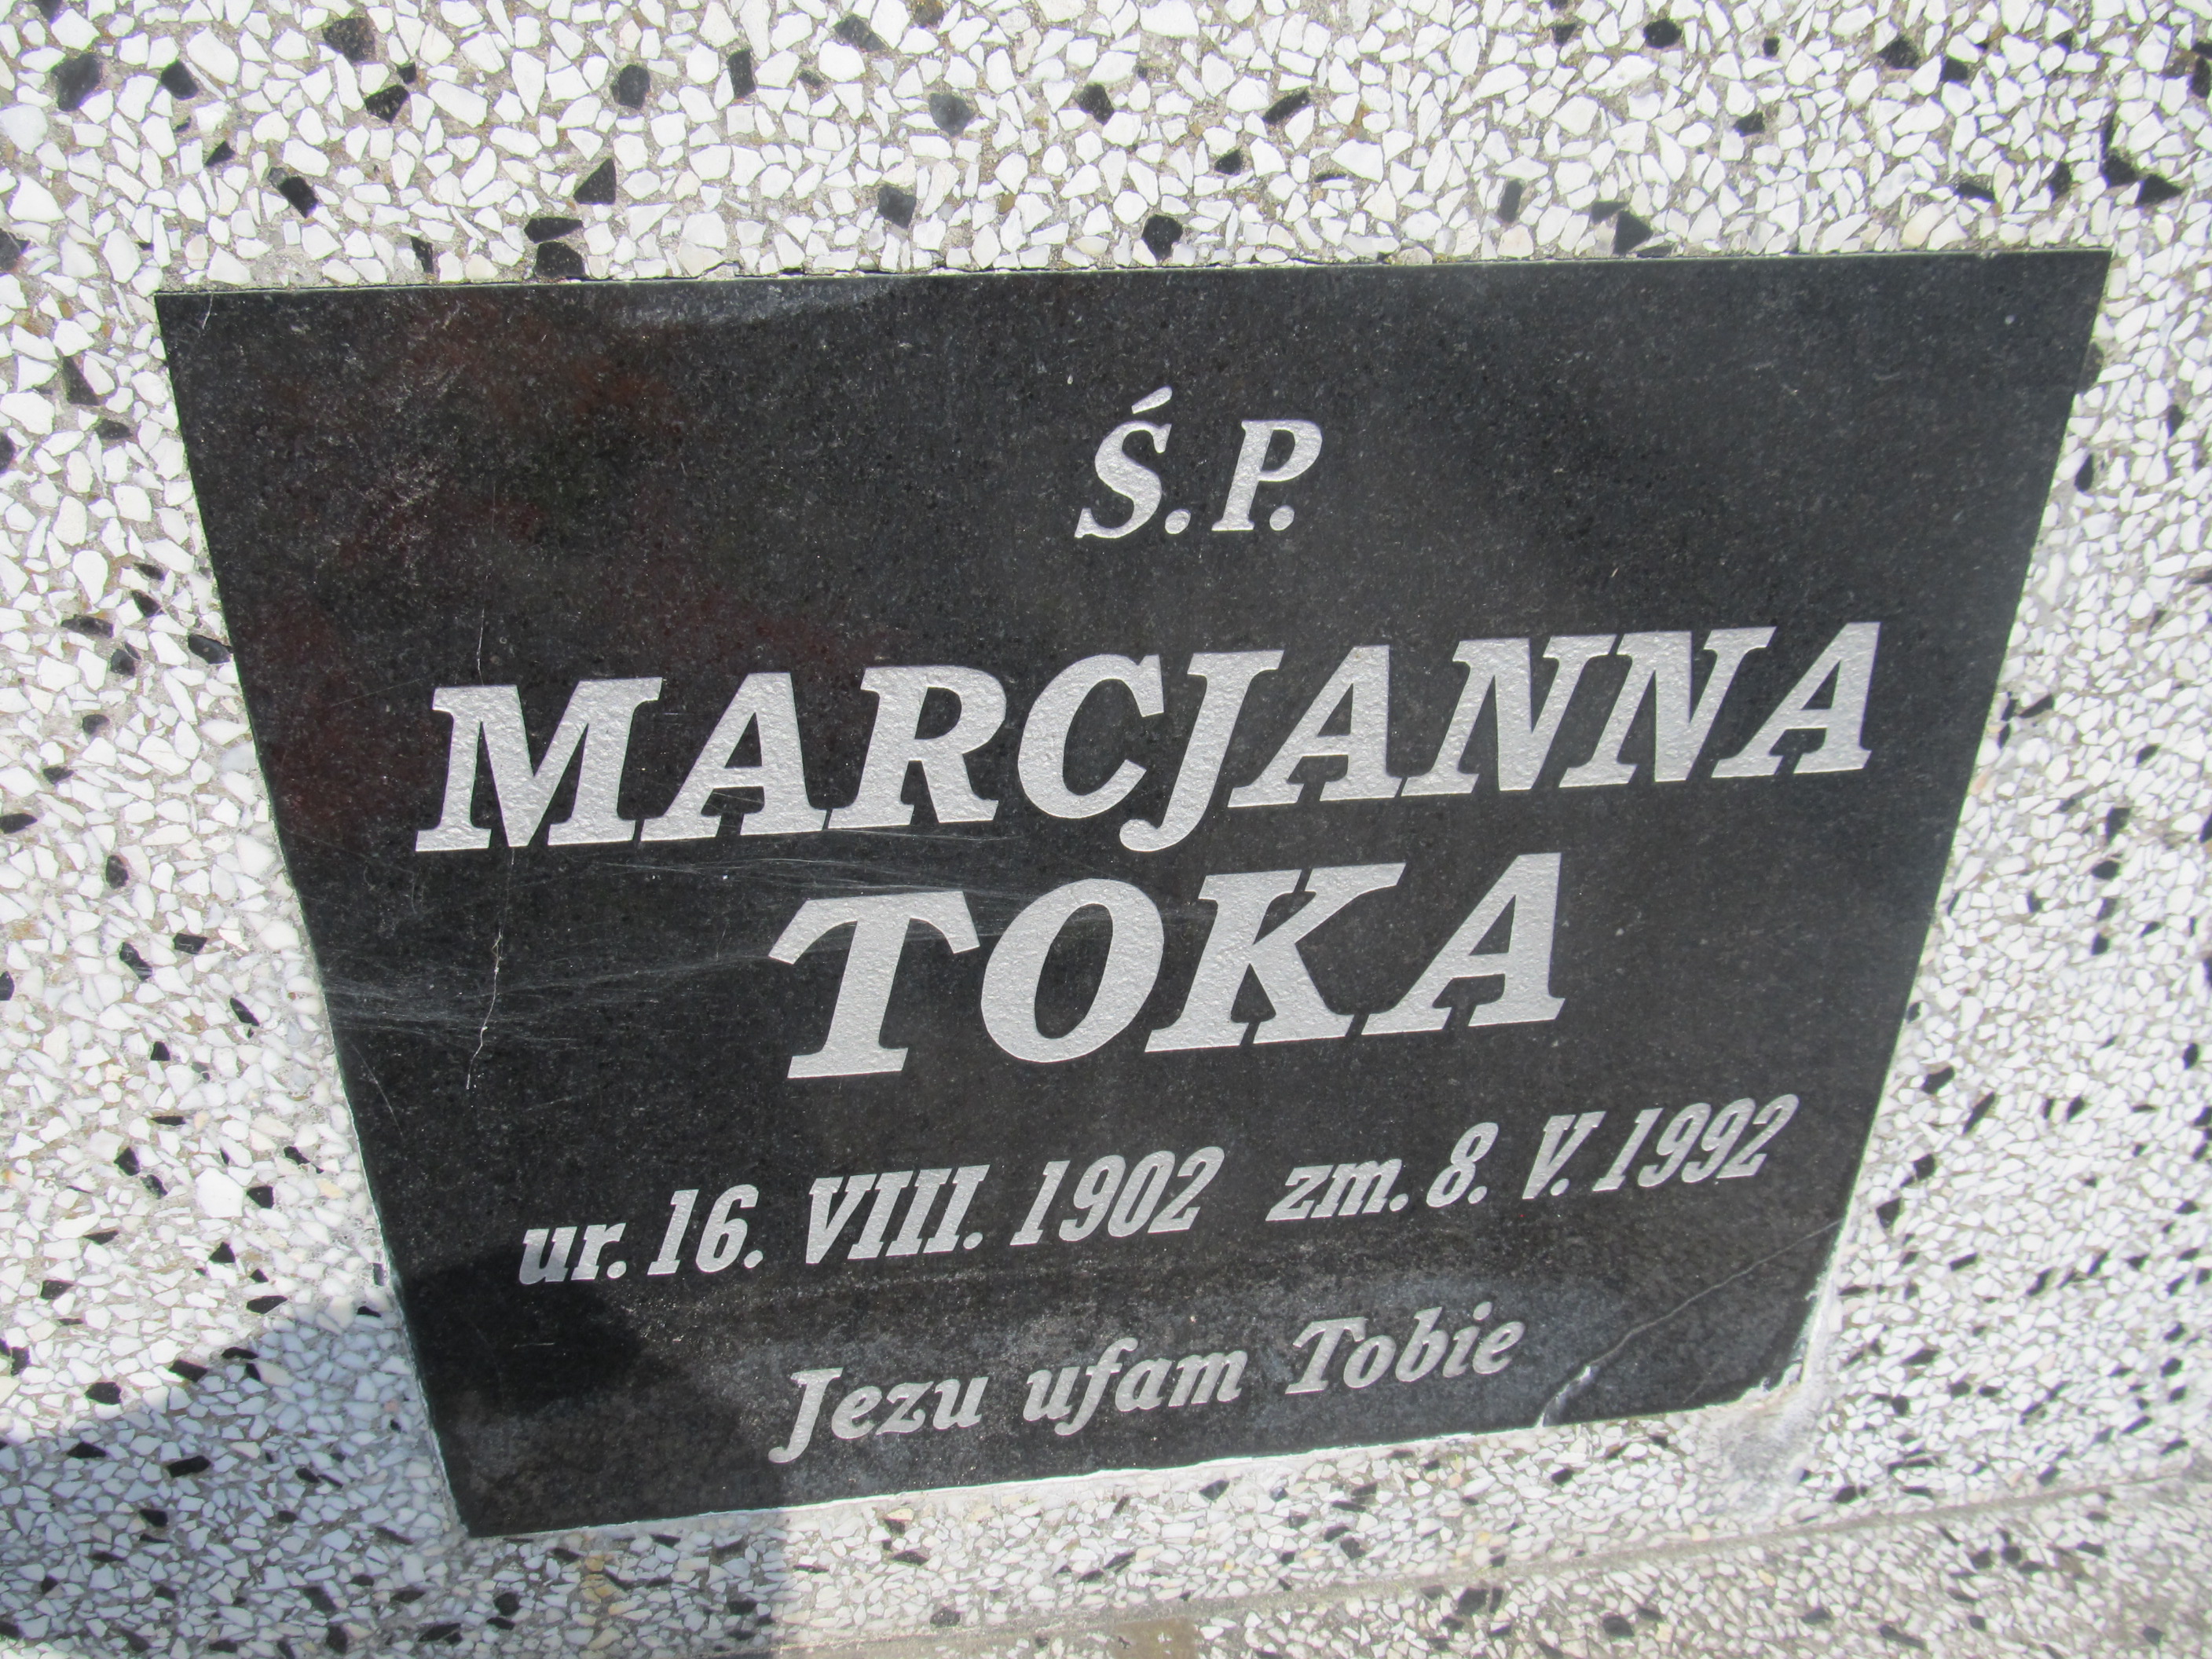 Ś.P.
MARCJANNA
TOKA
ur. 16. VIII. 1902 zm. 8. V. 1992
Jezu ufam Tobie